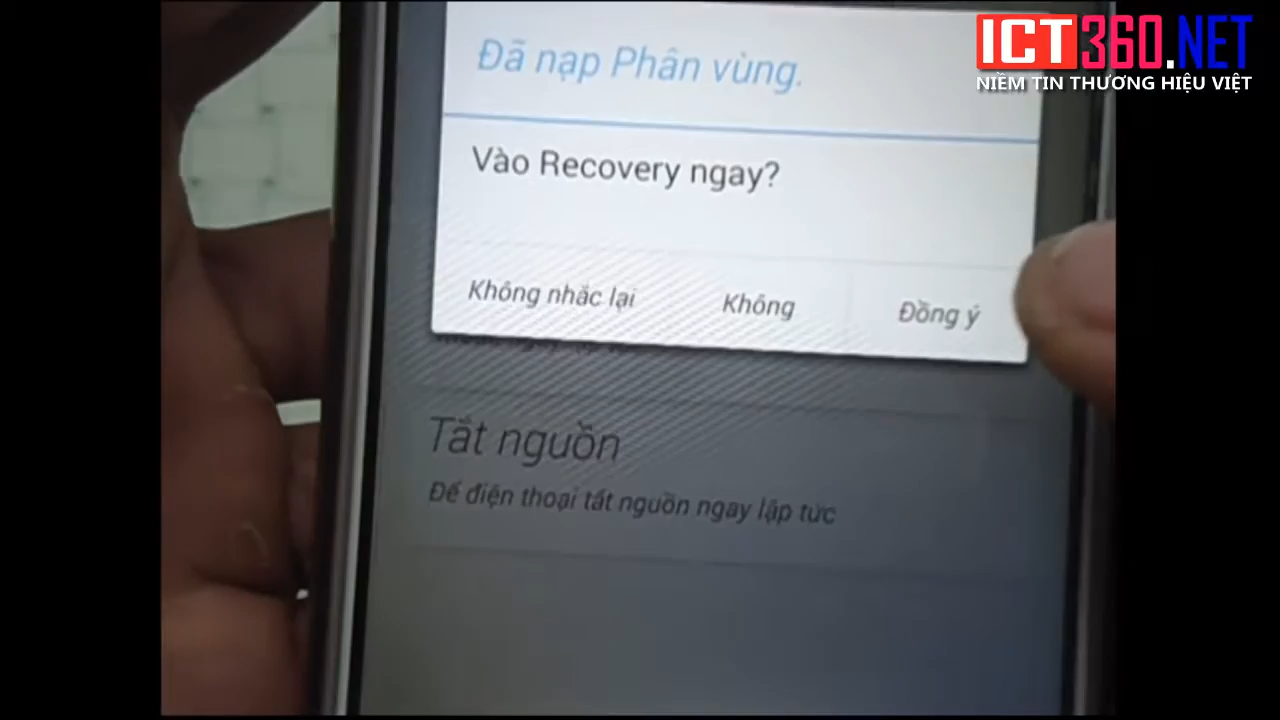 ICT360.NET
NIỀM TIN THƯƠNG HIỆU VIỆT
Đã nạp Phân vùng.
Vào Recovery ngay?
Không nhắc lại
Không
Đồng ý
Tắt nguồn
Để điện thoại tắt nguồn ngay lập tức